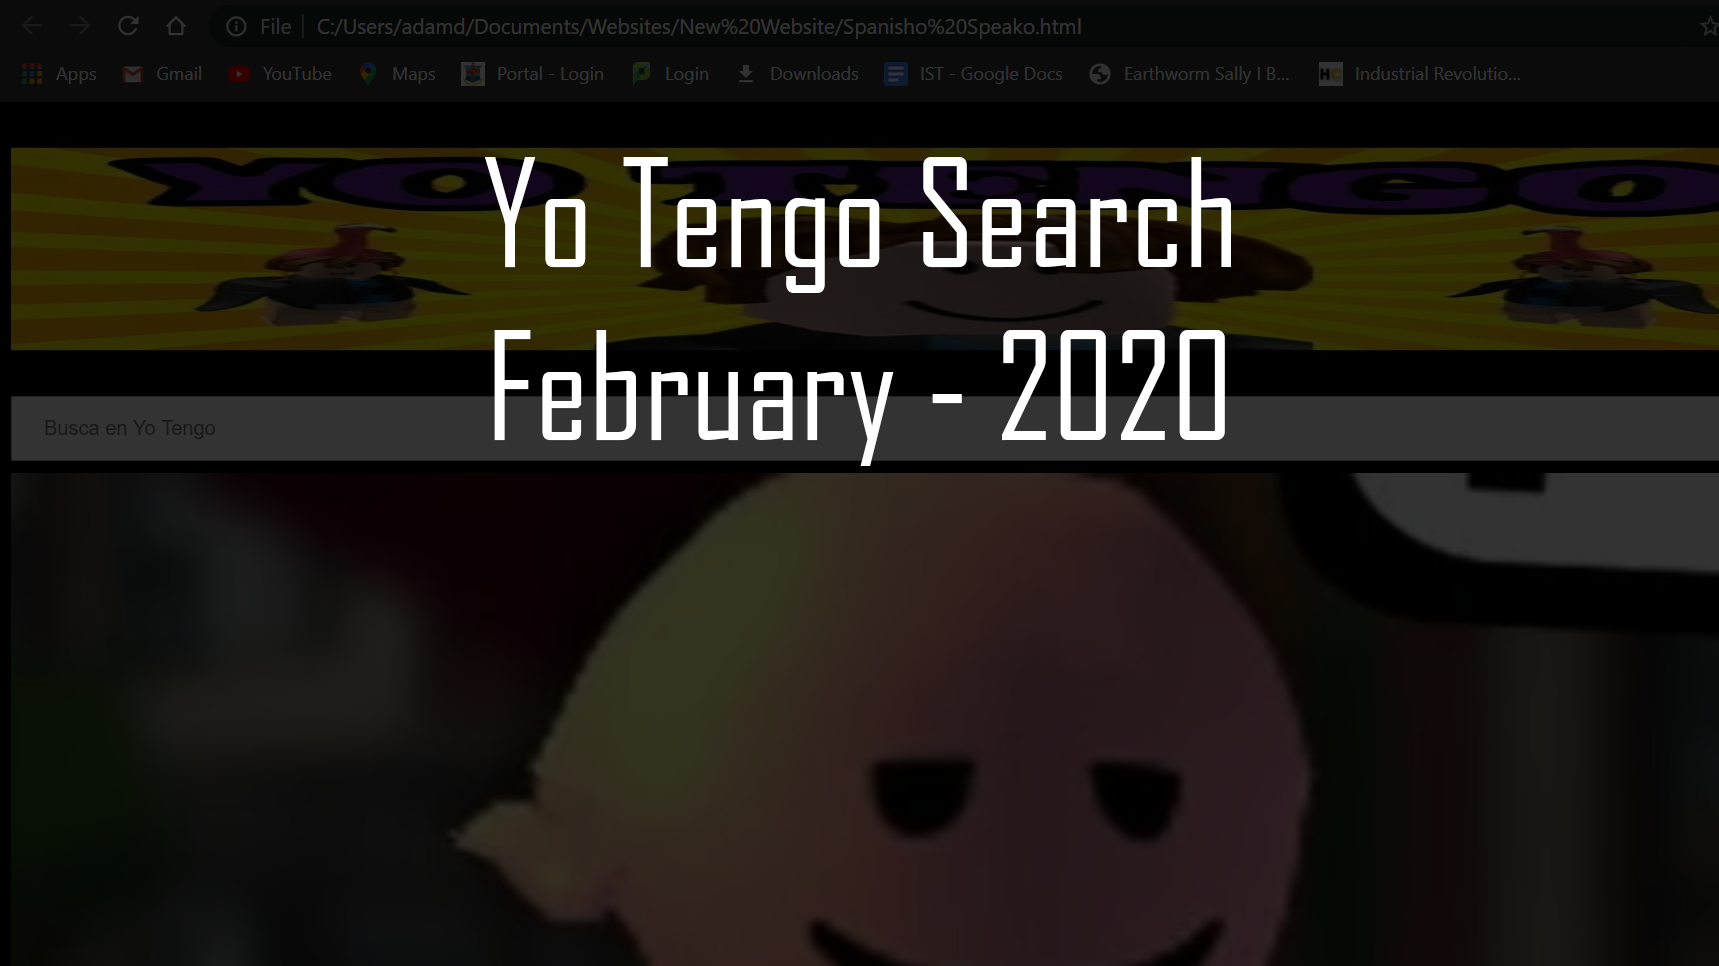 File | C:/Users/adamd/Documents/Websites/New%20Website/Spanisho%20Speako.html
Apps Gmail YouTube Maps Portal - Login Login Downloads IST - Google Docs Earthworm Sally I B... HC Industrial Revolutio...
YO TENGO
Yo Tengo Search
February - 2020
Busca en Yo Tengo